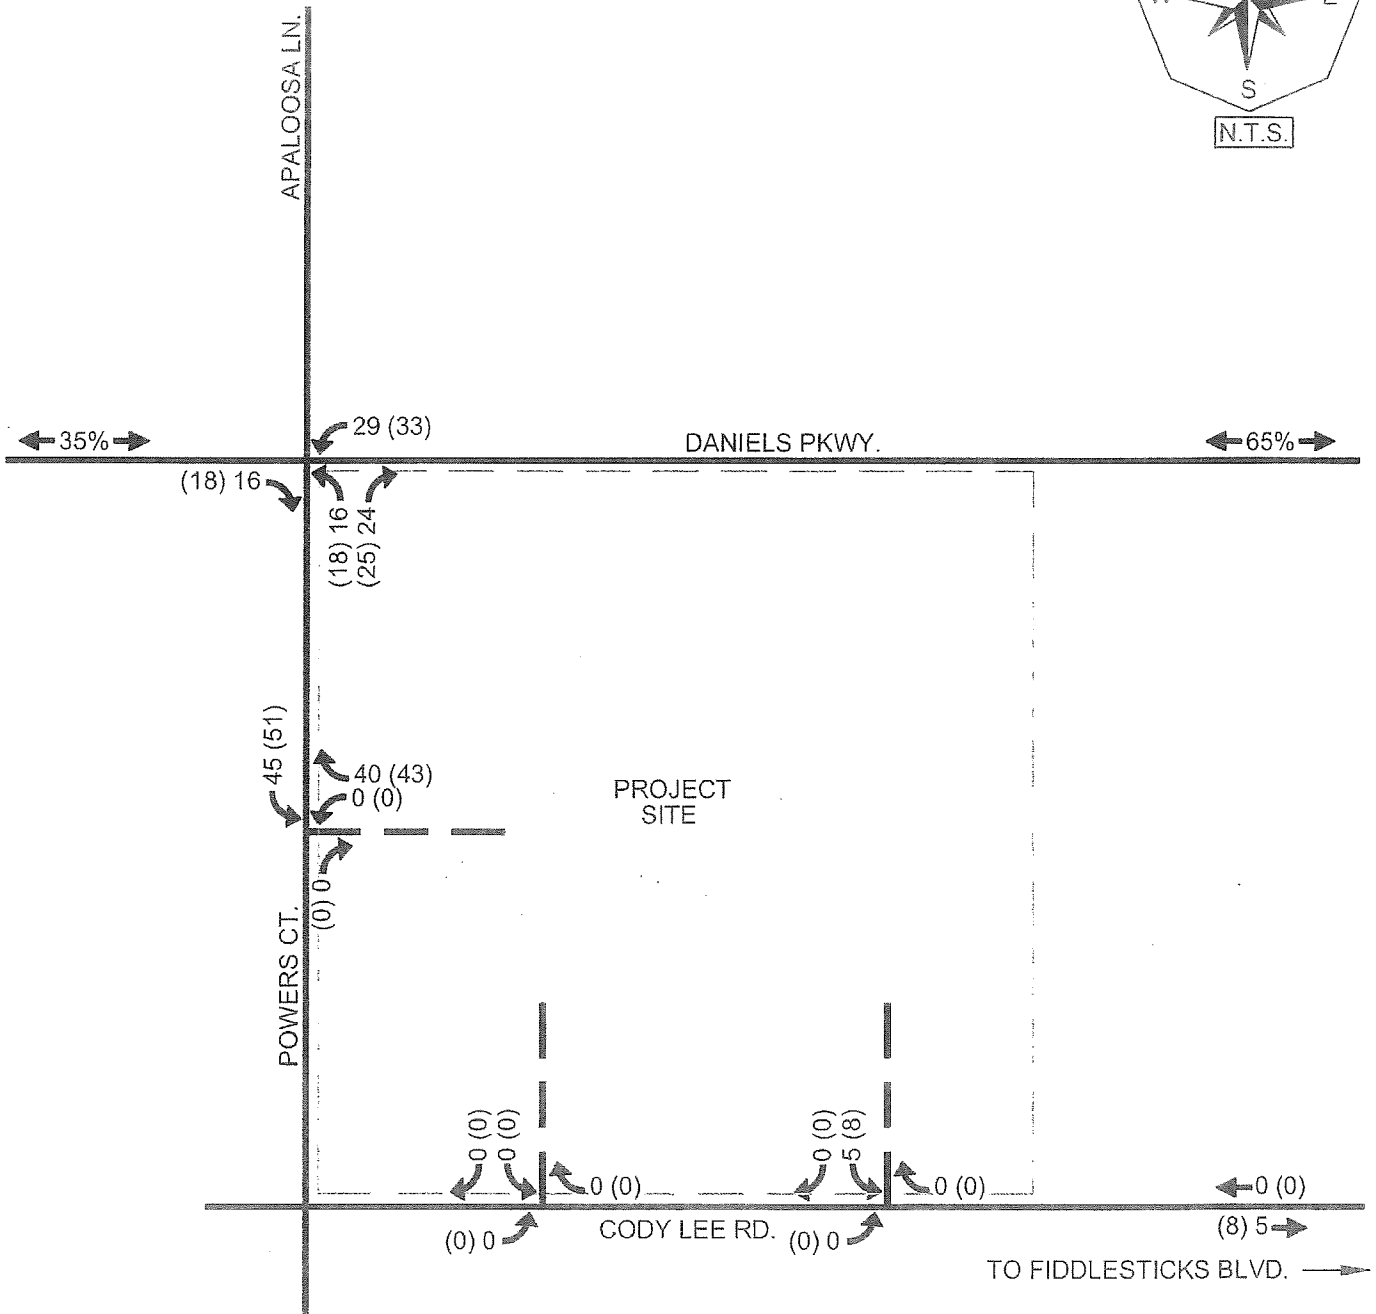 APALOOSA LN.
S
N.T.S.
29 (33)
35%
DANIELS PKWY.
65%
(18) 16
(18) 16
(25) 24
45 (51)
40 (43)
0 (0)
PROJECT
SITE
(0) 0
POWERS CT.
0 (0)
0 (0)
0 (0)
5 (8)
0 (0)
0 (0)
0 (0)
(0) 0
CODY LEE RD.
(0) 0
(8) 5
TO FIDDLESTICKS BLVD.